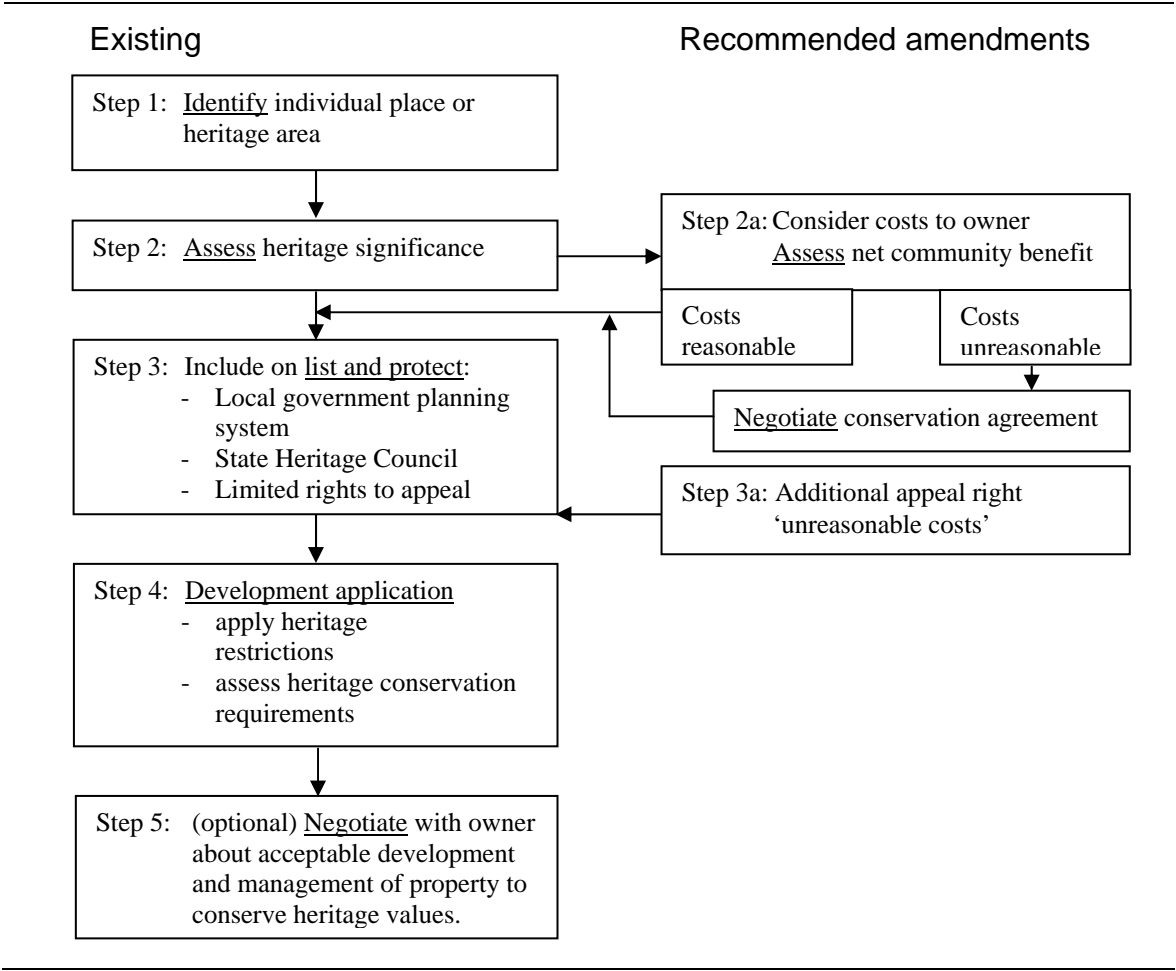 Existing
Recommended amendments
Step 1: Identify individual place or
heritage area
Step 2: Assess heritage significance
Step 2a: Consider costs to owner
Assess net community benefit
Costs
reasonable
Costs
unreasonable
Negotiate conservation agreement
Step 3: Include on list and protect:
- Local government planning
system
- State Heritage Council
- Limited rights to appeal
Step 3a: Additional appeal right
‘unreasonable costs’
Step 4: Development application
- apply heritage
restrictions
- assess heritage conservation
requirements
Step 5: (optional) Negotiate with owner
about acceptable development
and management of property to
conserve heritage values.